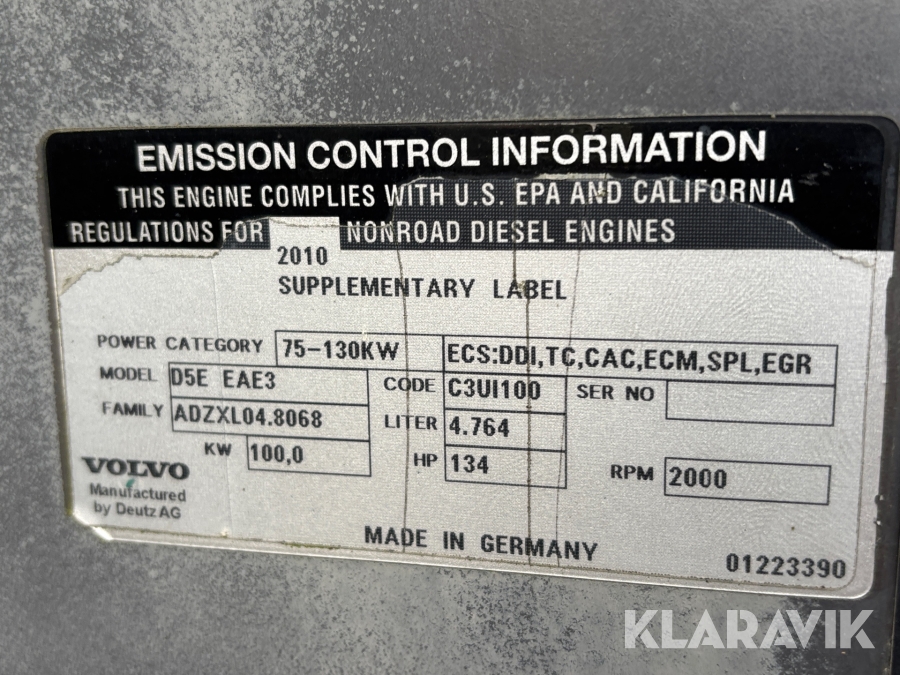 EMISSION CONTROL INFORMATION
THIS ENGINE COMPLIES WITH U.S. EPA AND CALIFORNIA
REGULATIONS FOR NONROAD DIESEL ENGINES
2010
SUPPLEMENTARY LABEL
POWER CATEGORY 75-130KW ECS:DDI,TC,CAC,ECM,SPL,EGR
MODEL D5E EAE3 CODE C3UI100 SER NO
FAMILY ADZXL04.8068 LITER 4.764
KW 100,0 HP 134 RPM 2000
VOLVO
Manufactured
by Deutz AG
MADE IN GERMANY
01223390
KLARAVIK